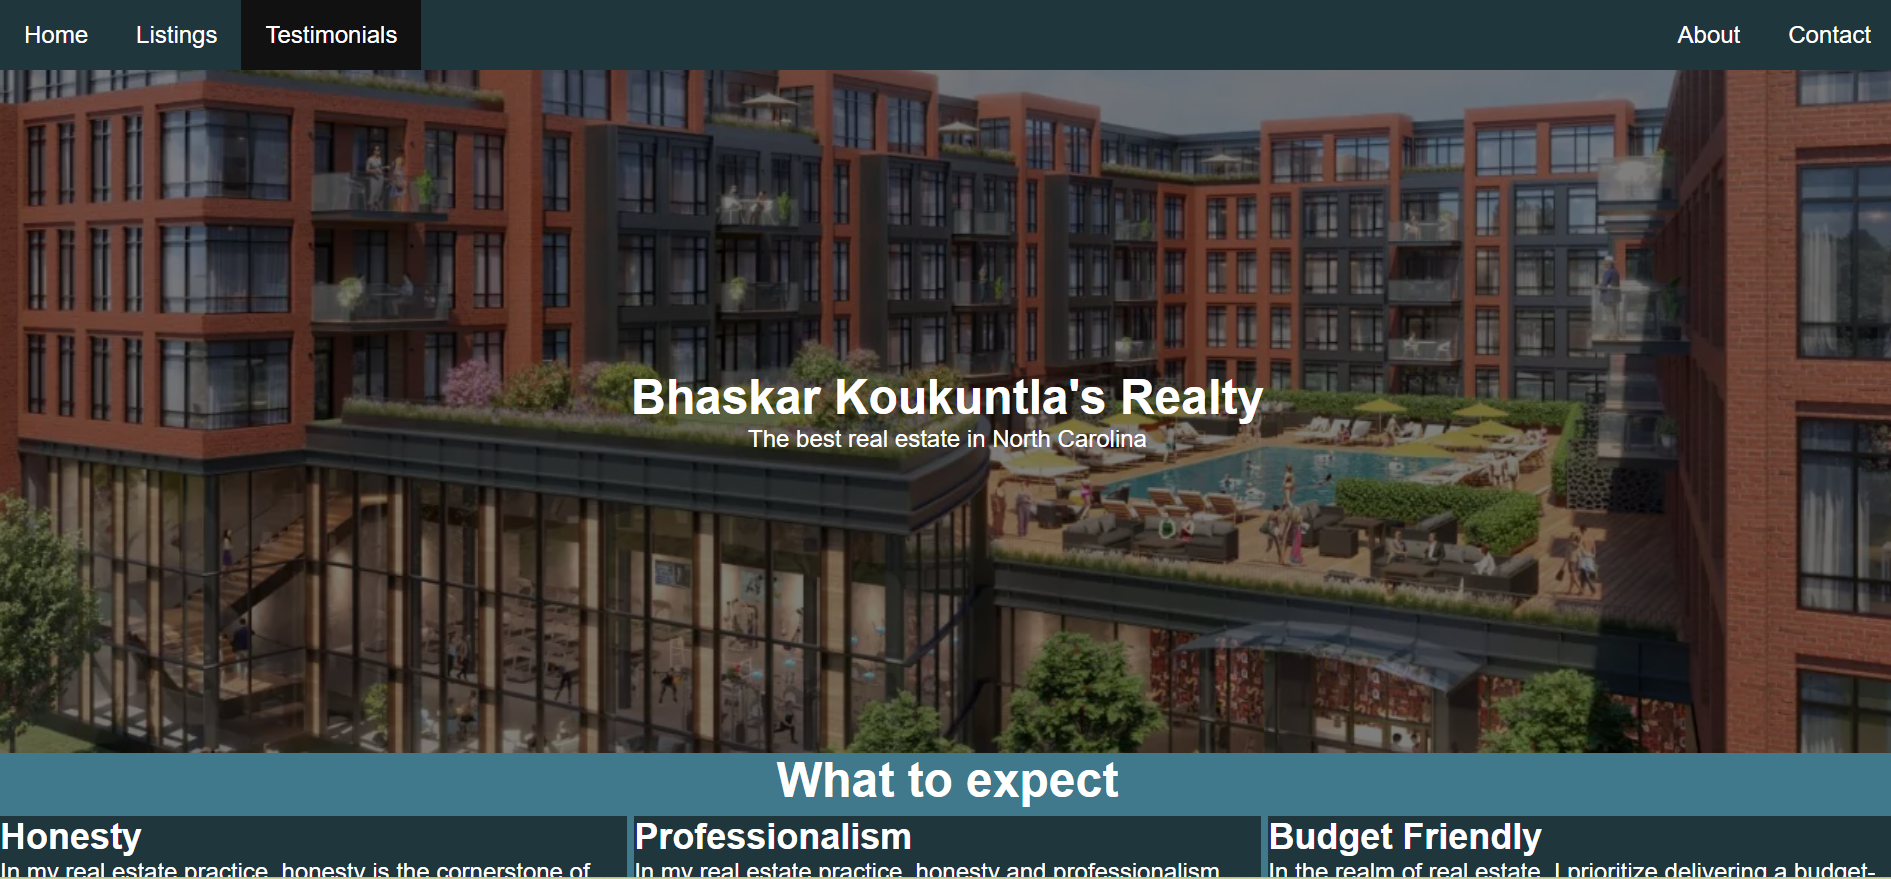 Home Listings Testimonials About Contact
Bhaskar Koukuntla's Realty
The best real estate in North Carolina
What to expect
Honesty
In my real estate practice, honesty is the cornerstone of
Professionalism
In my real estate practice, honesty and professionalism
Budget Friendly
In the realm of real estate, I prioritize delivering a budget-